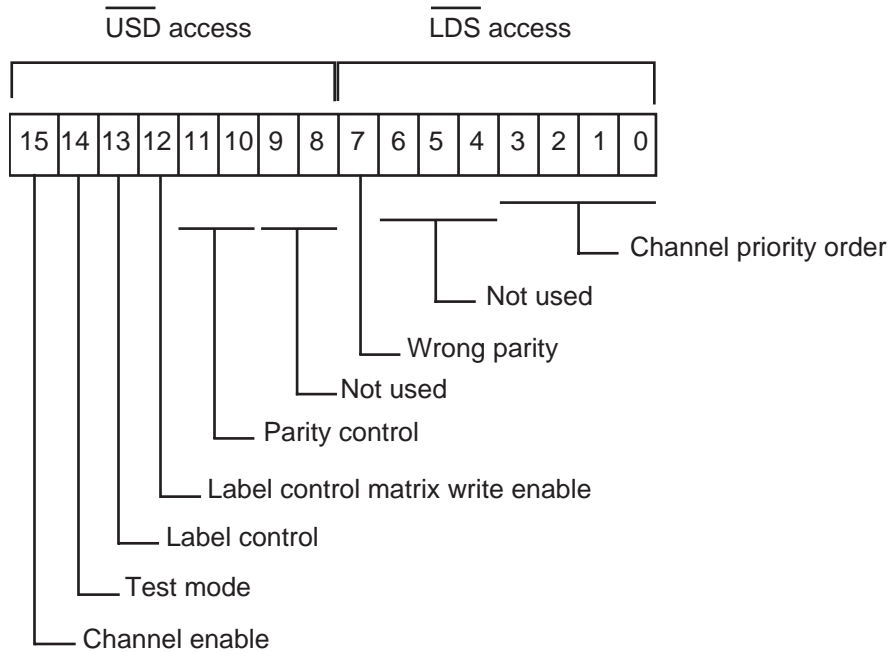 USD access LDS access
15 14 13 12 11 10 9 8 7 6 5 4 3 2 1 0
Channel priority order
Not used
Wrong parity
Not used
Parity control
Label control matrix write enable
Label control
Test mode
Channel enable